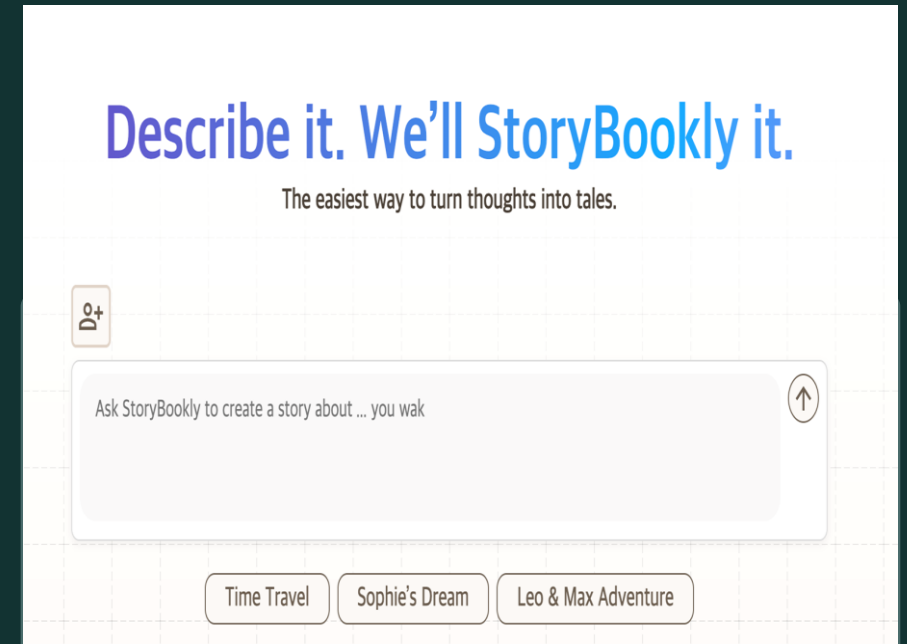 Describe it. We'll StoryBookly it.
The easiest way to turn thoughts into tales.
Ask StoryBookly to create a story about ... you wak
Time Travel
Sophie's Dream
Leo & Max Adventure